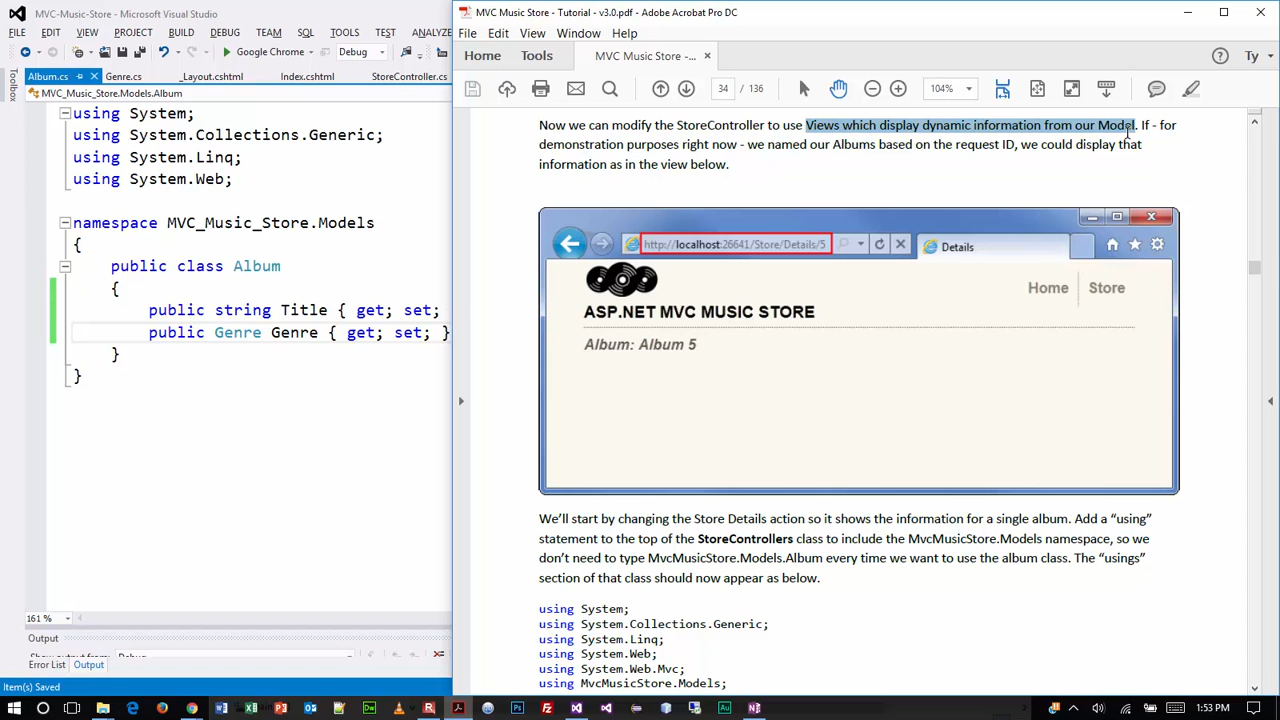 MVC-Music-Store - Microsoft Visual Studio
FILE EDIT VIEW PROJECT BUILD DEBUG TEAM SQL TOOLS TEST ANALYZE
Google Chrome Debug
Toolbox
Album.cs Genre.cs _Layout.cshtml Index.cshtml StoreController.cs
MVC_Music_Store.Models.Album
using System;
using System.Collections.Generic;
using System.Linq;
using System.Web;
namespace MVC_Music_Store.Models
{
public class Album
{
public string Title { get; set;
public Genre Genre { get; set; }
}
}
161 %
Output
Show output from: Debug
Error List Output
Item(s) Saved
MVC Music Store - Tutorial - v3.0.pdf - Adobe Acrobat Pro DC
File Edit View Window Help
Home Tools MVC Music Store -... × Ty
34 / 136 104%
Now we can modify the StoreController to use Views which display dynamic information from our Model. If - for
demonstration purposes right now - we named our Albums based on the request ID, we could display that
information as in the view below.
http://localhost:26641/Store/Details/5 Details
Home Store
ASP.NET MVC MUSIC STORE
Album: Album 5
We’ll start by changing the Store Details action so it shows the information for a single album. Add a “using”
statement to the top of the StoreControllers class to include the MvcMusicStore.Models namespace, so we
don’t need to type MvcMusicStore.Models.Album every time we want to use the album class. The “usings”
section of that class should now appear as below.
using System;
using System.Collections.Generic;
using System.Linq;
using System.Web;
using System.Web.Mvc;
using MvcMusicStore.Models;
1:53 PM